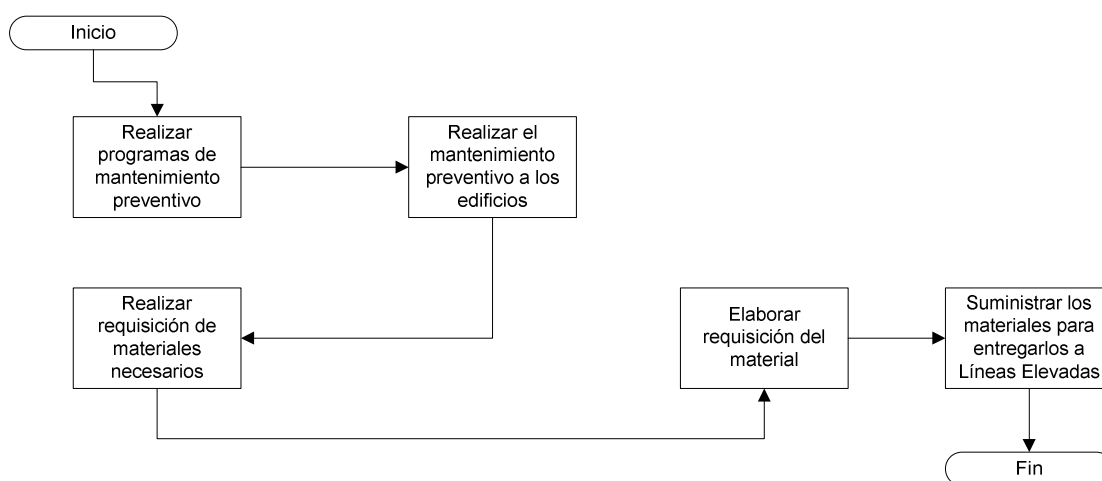 Inicio
Realizar
programas de
mantenimiento
preventivo
Realizar el
mantenimiento
preventivo a los
edificios
Realizar
requisición de
materiales
necesarios
Elaborar
requisición del
material
Suministrar los
materiales para
entregarlos a
Líneas Elevadas
Fin